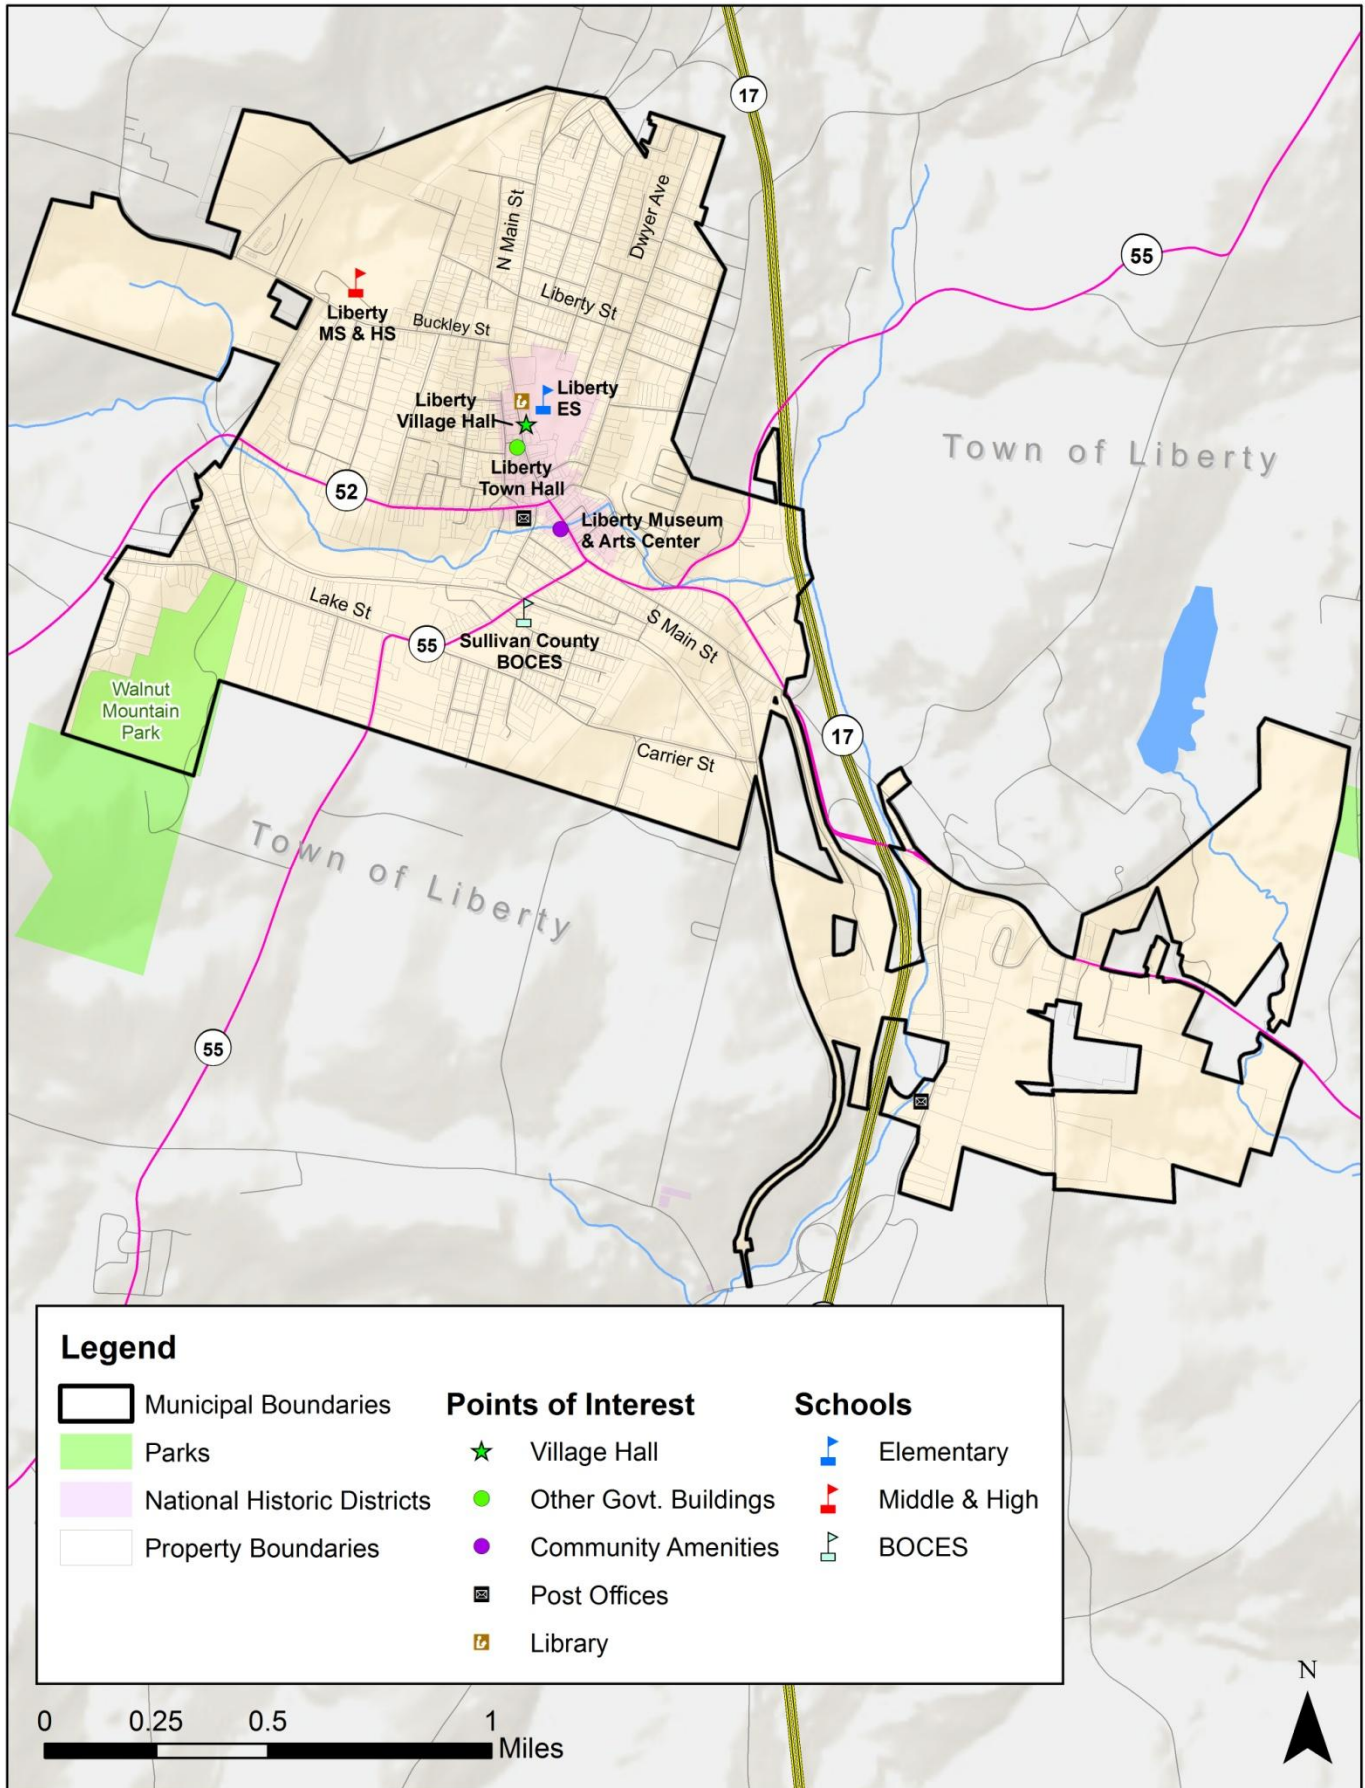 17
55
N Main St
Dwyer Ave
Liberty St
Buckley St
Liberty
MS & HS
Liberty
ES
Liberty
Village Hall
Liberty
Town Hall
52
Liberty Museum
& Arts Center
Town of Liberty
Lake St
55
Sullivan County
BOCES
S Main St
Walnut
Mountain
Park
17
Carrier St
Town of Liberty
55
Legend
Municipal Boundaries
Parks
National Historic Districts
Property Boundaries
Points of Interest
Village Hall
Other Govt. Buildings
Community Amenities
Post Offices
Library
Schools
Elementary
Middle & High
BOCES
0 0.25 0.5 1
Miles
N